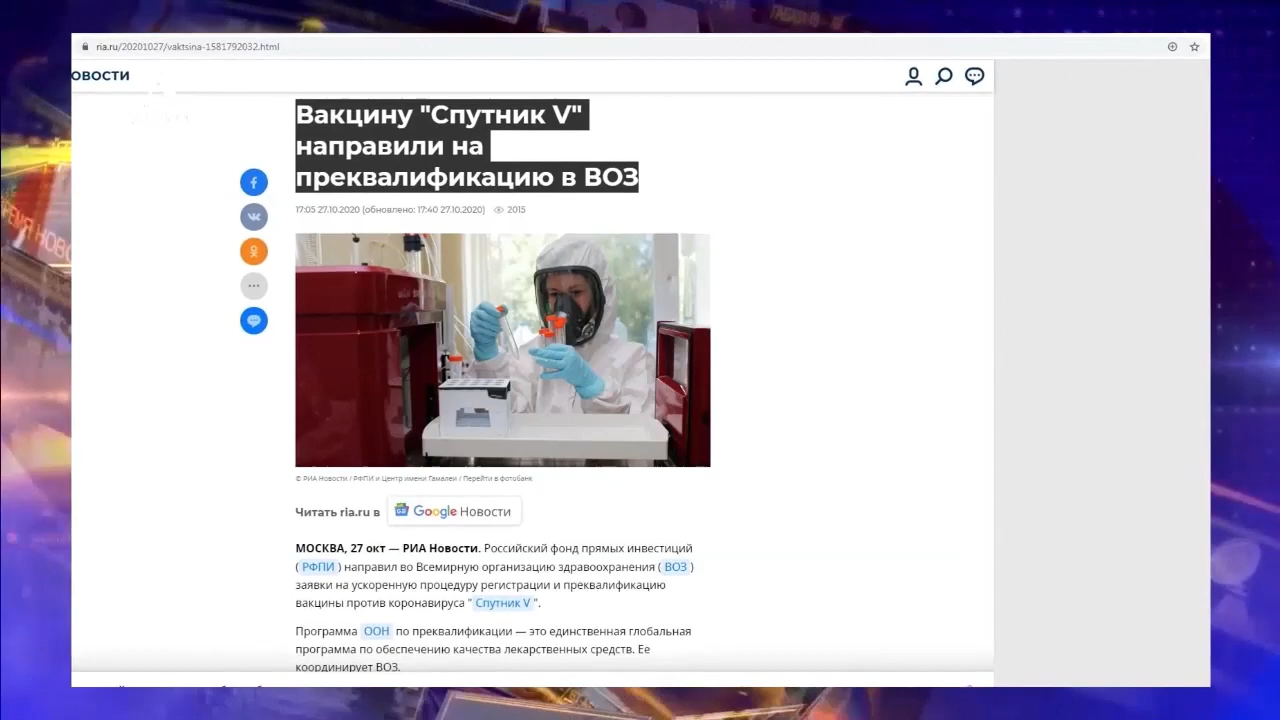 ria.ru/20201027/vaktsina-1581792032.html
ОВОСТИ
Вакцину "Спутник V"
направили на
преквалификацию в ВОЗ
17:05 27.10.2020 (обновлено: 17:40 27.10.2020) 2015
© РИА Новости / РФПИ и Центр имени Гамалеи / Перейти в фотобанк
Читать ria.ru в Google Новости
МОСКВА, 27 окт — РИА Новости. Российский фонд прямых инвестиций
( РФПИ ) направил во Всемирную организацию здравоохранения ( ВОЗ )
заявки на ускоренную процедуру регистрации и преквалификацию
вакцины против коронавируса " Спутник V ".
Программа ООН по преквалификации — это единственная глобальная
программа по обеспечению качества лекарственных средств. Ее
координирует ВОЗ.